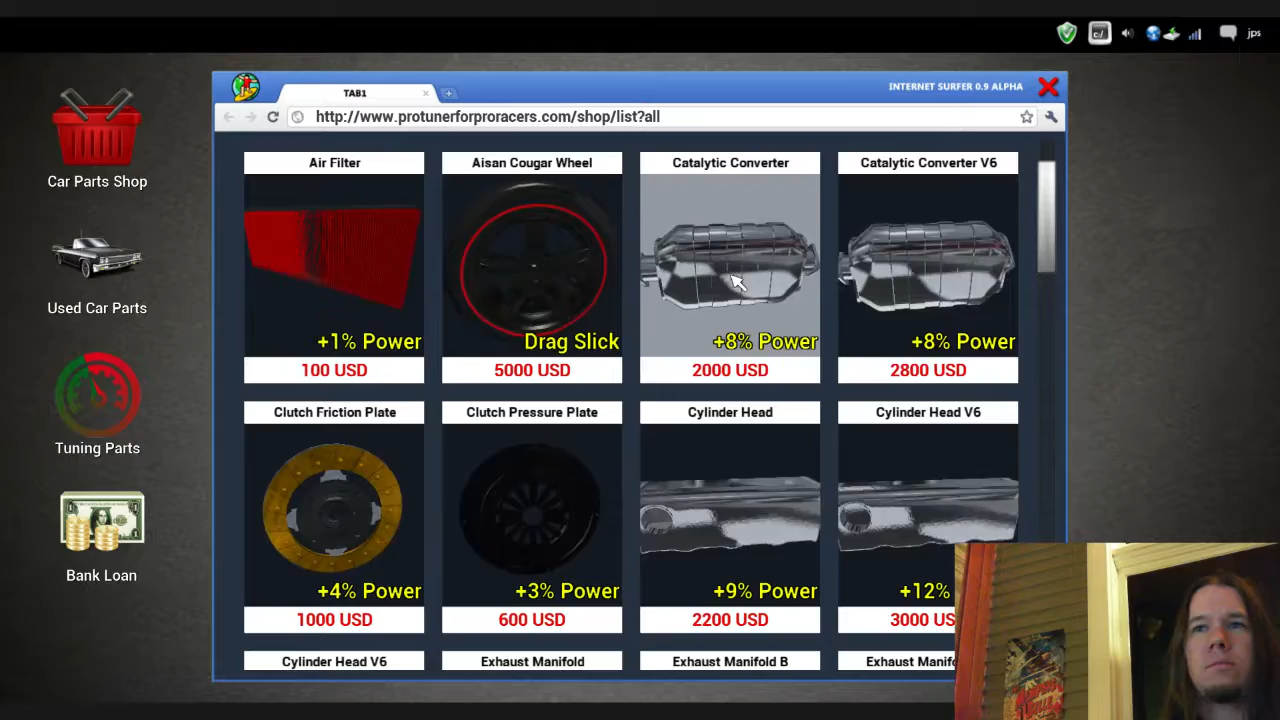 jps
TAB1
INTERNET SURFER 0.9 ALPHA
http://www.protunerforproracers.com/shop/list?all
Car Parts Shop
Used Car Parts
Tuning Parts
Bank Loan
Air Filter
Aisan Cougar Wheel
Catalytic Converter
Catalytic Converter V6
+1% Power
Drag Slick
+8% Power
+8% Power
100 USD
5000 USD
2000 USD
2800 USD
Clutch Friction Plate
Clutch Pressure Plate
Cylinder Head
Cylinder Head V6
+4% Power
+3% Power
+9% Power
+12%
1000 USD
600 USD
2200 USD
3000 US
Cylinder Head V6
Exhaust Manifold
Exhaust Manifold B
Exhaust Manif